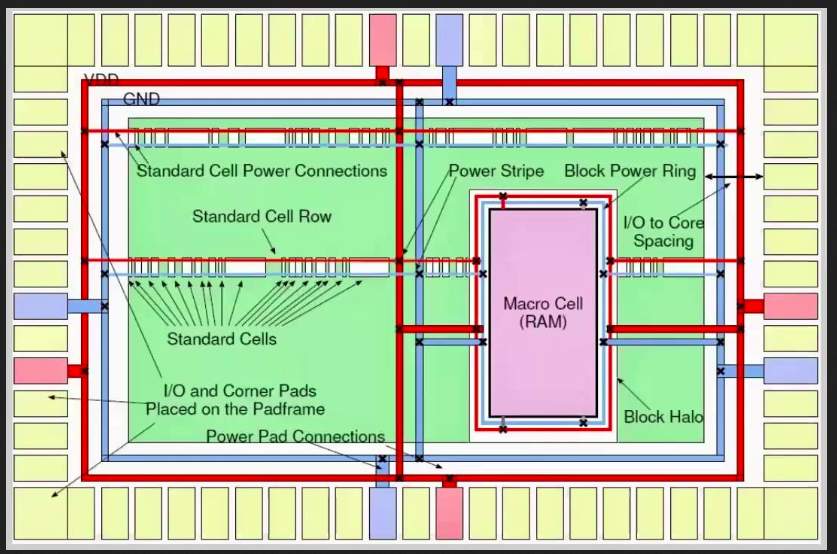 VDD
GND
Standard Cell Power Connections
Power Stripe
Block Power Ring
Standard Cell Row
I/O to Core
Spacing
Macro Cell
(RAM)
Standard Cells
I/O and Corner Pads
Placed on the Padframe
Block Halo
Power Pad Connections